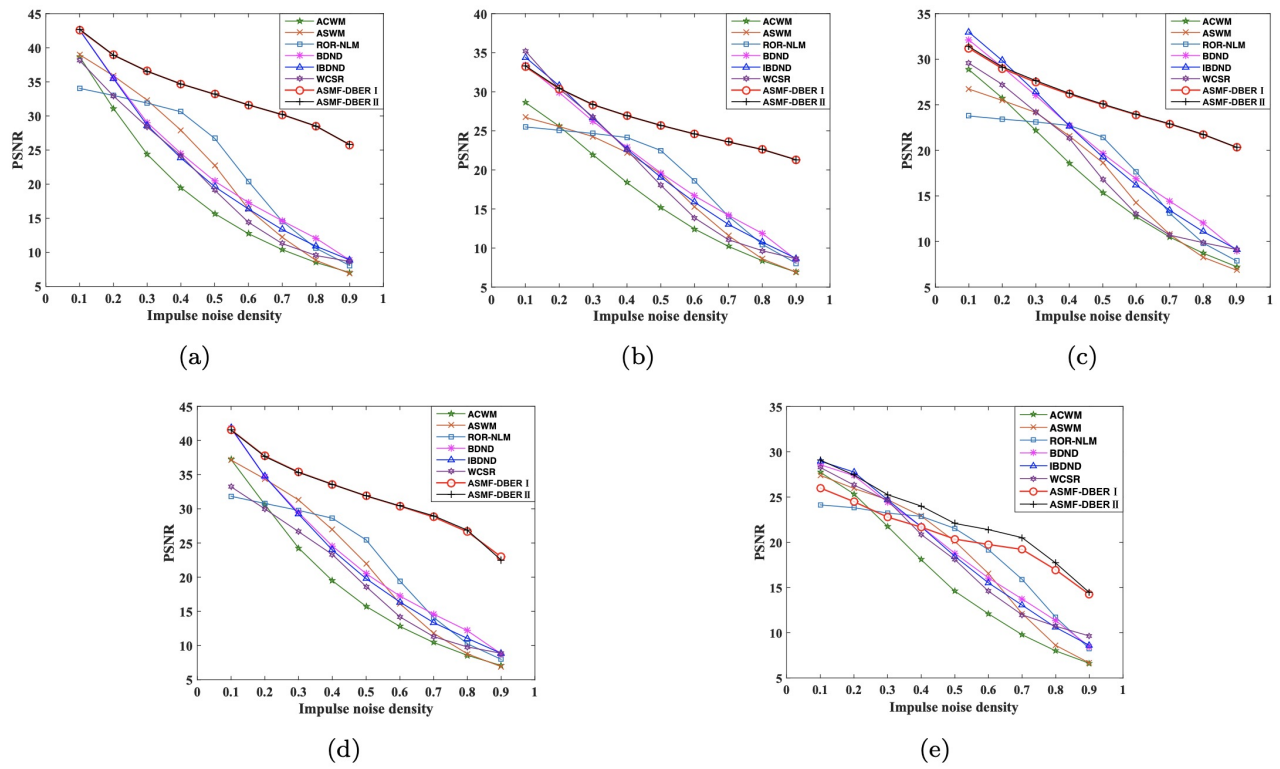 45
40
35
30
25
20
15
10
5
PSNR
0 0.1 0.2 0.3 0.4 0.5 0.6 0.7 0.8 0.9 1
Impulse noise density
ACWM
ASWM
ROR-NLM
BDND
IBDND
WCSR
ASMF-DBER I
ASMF-DBER II
(a)
40
35
30
25
20
15
10
5
PSNR
0 0.1 0.2 0.3 0.4 0.5 0.6 0.7 0.8 0.9 1
Impulse noise density
ACWM
ASWM
ROR-NLM
BDND
IBDND
WCSR
ASMF-DBER I
ASMF-DBER II
(b)
35
30
25
20
15
10
5
PSNR
0 0.1 0.2 0.3 0.4 0.5 0.6 0.7 0.8 0.9 1
Impulse noise density
ACWM
ASWM
ROR-NLM
BDND
IBDND
WCSR
ASMF-DBER I
ASMF-DBER II
(c)
45
40
35
30
25
20
15
10
5
PSNR
0 0.1 0.2 0.3 0.4 0.5 0.6 0.7 0.8 0.9 1
Impulse noise density
ACWM
ASWM
ROR-NLM
BDND
IBDND
WCSR
ASMF-DBER I
ASMF-DBER II
(d)
35
30
25
20
15
10
5
PSNR
0 0.1 0.2 0.3 0.4 0.5 0.6 0.7 0.8 0.9 1
Impulse noise density
ACWM
ASWM
ROR-NLM
BDND
IBDND
WCSR
ASMF-DBER I
ASMF-DBER II
(e)